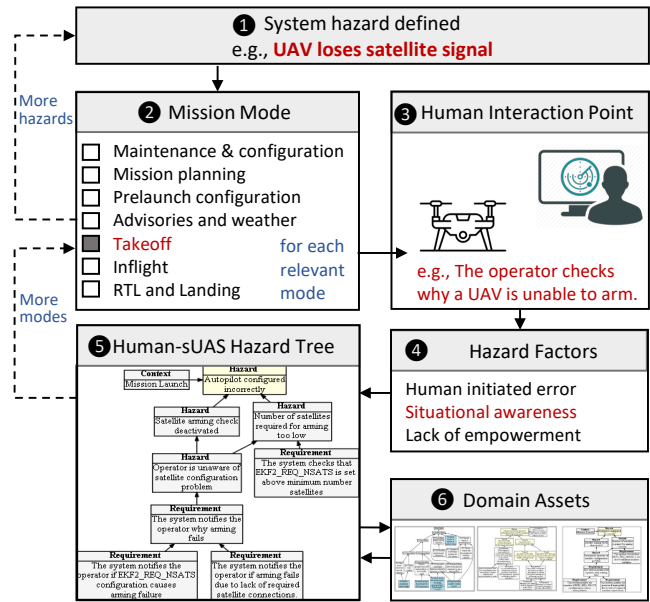 1 System hazard defined
e.g., UAV loses satellite signal
More
hazards
2 Mission Mode
Maintenance & configuration
Mission planning
Prelaunch configuration
Advisories and weather
Takeoff
Inflight
RTL and Landing
for each
relevant
mode
3 Human Interaction Point
e.g., The operator checks
why a UAV is unable to arm.
More
modes
4 Hazard Factors
Human initiated error
Situational awareness
Lack of empowerment
5 Human-sUAS Hazard Tree
Context
Mission Launch
Hazard
Autopilot configured
incorrectly
Hazard
Satellite arming check
deactivated
Hazard
Number of satellites
required for arming
too low
Hazard
Operator is unaware of
satellite configuration
problem
Requirement
The system checks that
EKF2_REQ_NSATS is set
above minimum number
satellites
Requirement
The system notifies the
operator why arming
fails
Requirement
The system notifies the
operator if EKF2_REQ_NSATS
configuration causes
arming failure
Requirement
The system notifies the
operator if arming fails
due to lack of required
satellite connections.
6 Domain Assets